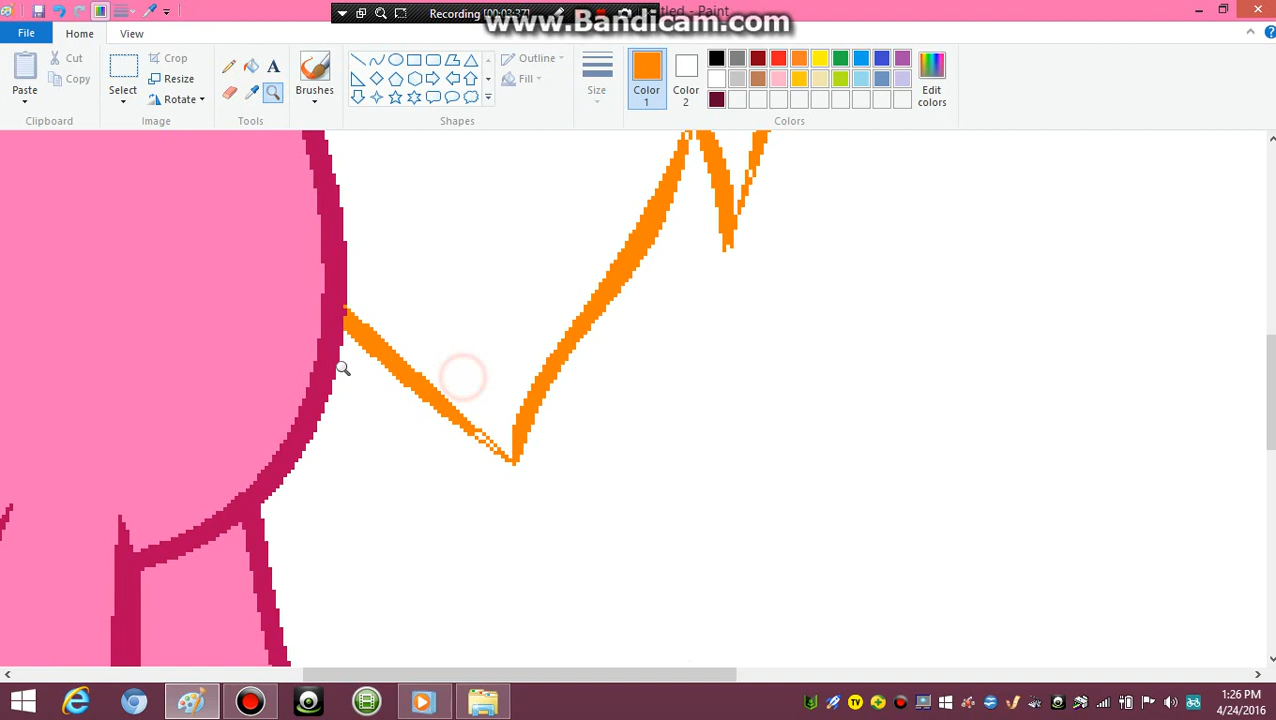 Recording [00:02:37]
www.Bandicam.com
Untitled - Paint
File
Home
View
Paste
Cut
Copy
Select
Crop
Resize
Rotate
A
Brushes
Outline
Fill
Size
Color 1
Color 2
Edit colors
Clipboard
Image
Tools
Shapes
Colors
TV
1:26 PM
4/24/2016